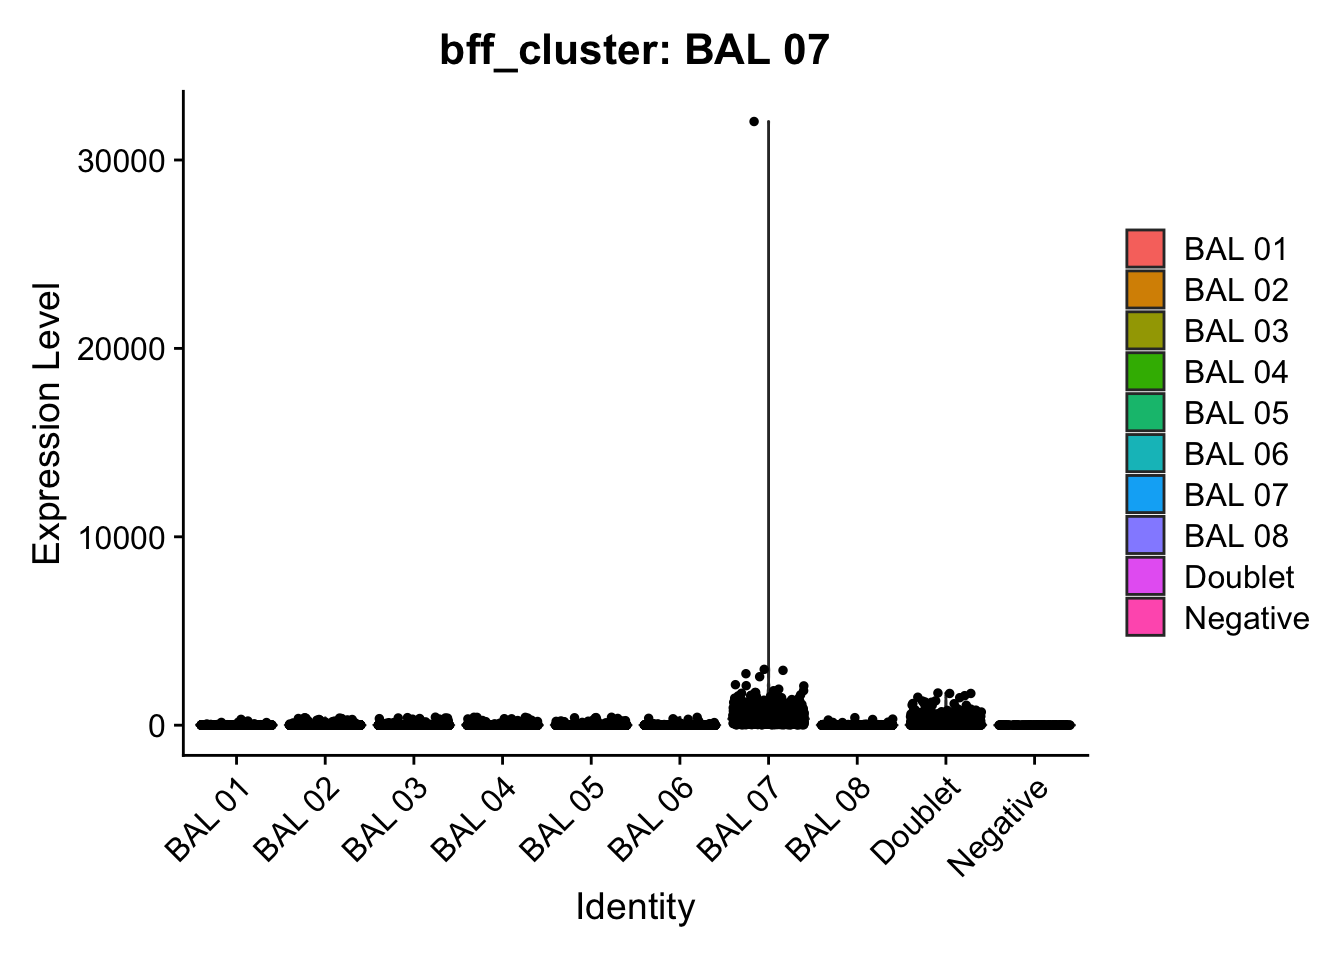 bff_cluster: BAL 07
Expression Level
30000
20000
10000
0
BAL 01
BAL 02
BAL 03
BAL 04
BAL 05
BAL 06
BAL 07
BAL 08
Doublet
Negative
Identity
BAL 01
BAL 02
BAL 03
BAL 04
BAL 05
BAL 06
BAL 07
BAL 08
Doublet
Negative